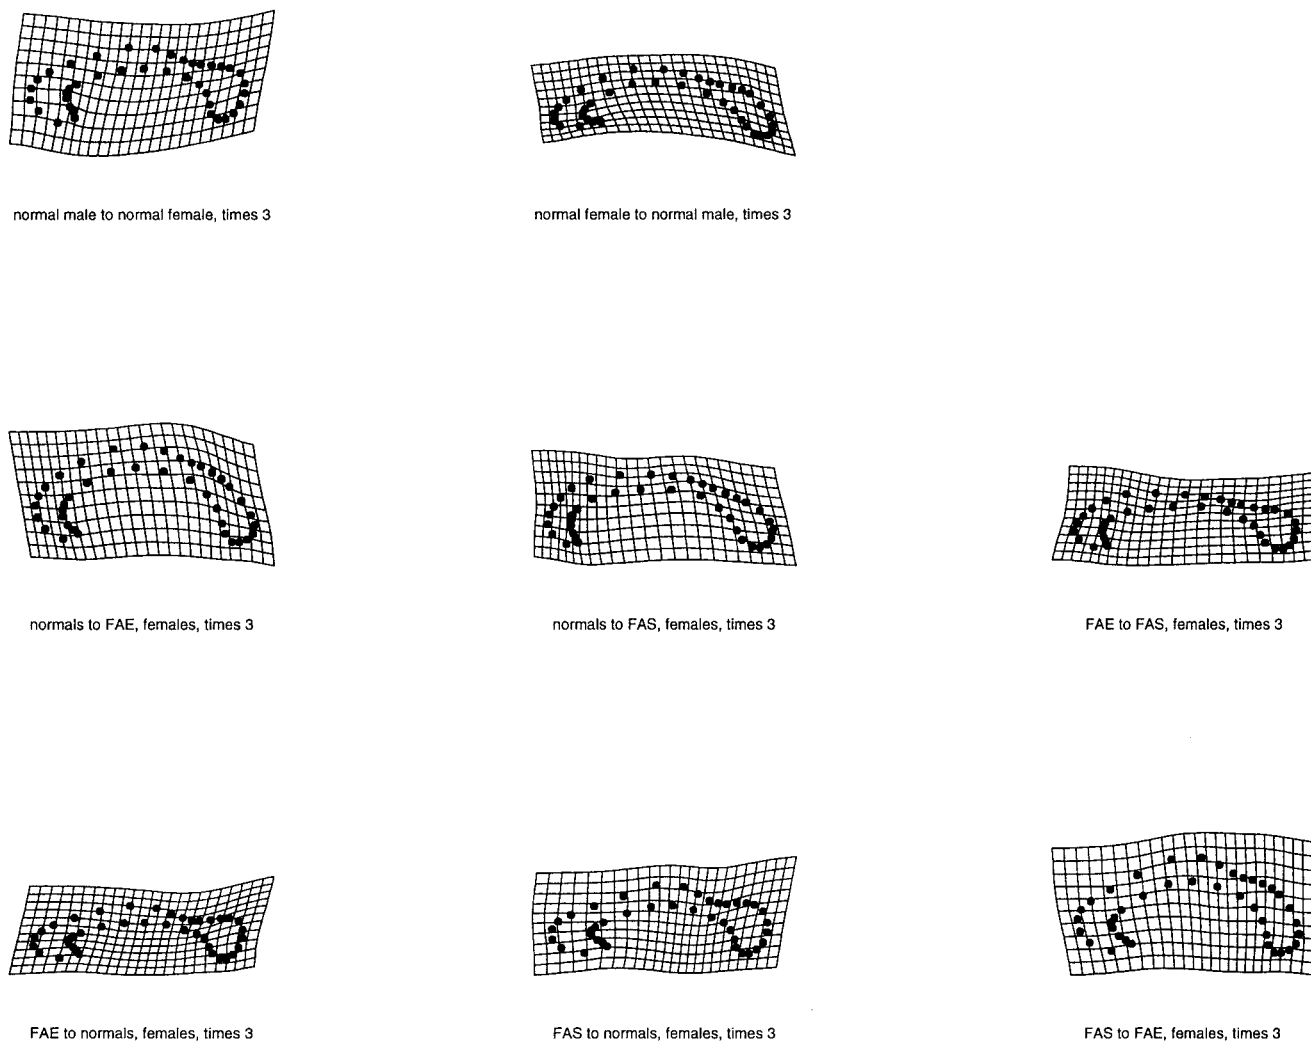 normal male to normal female, times 3
normal female to normal male, times 3
normals to FAE, females, times 3
normals to FAS, females, times 3
FAE to FAS, females, times 3
FAE to normals, females, times 3
FAS to normals, females, times 3
FAS to FAE, females, times 3